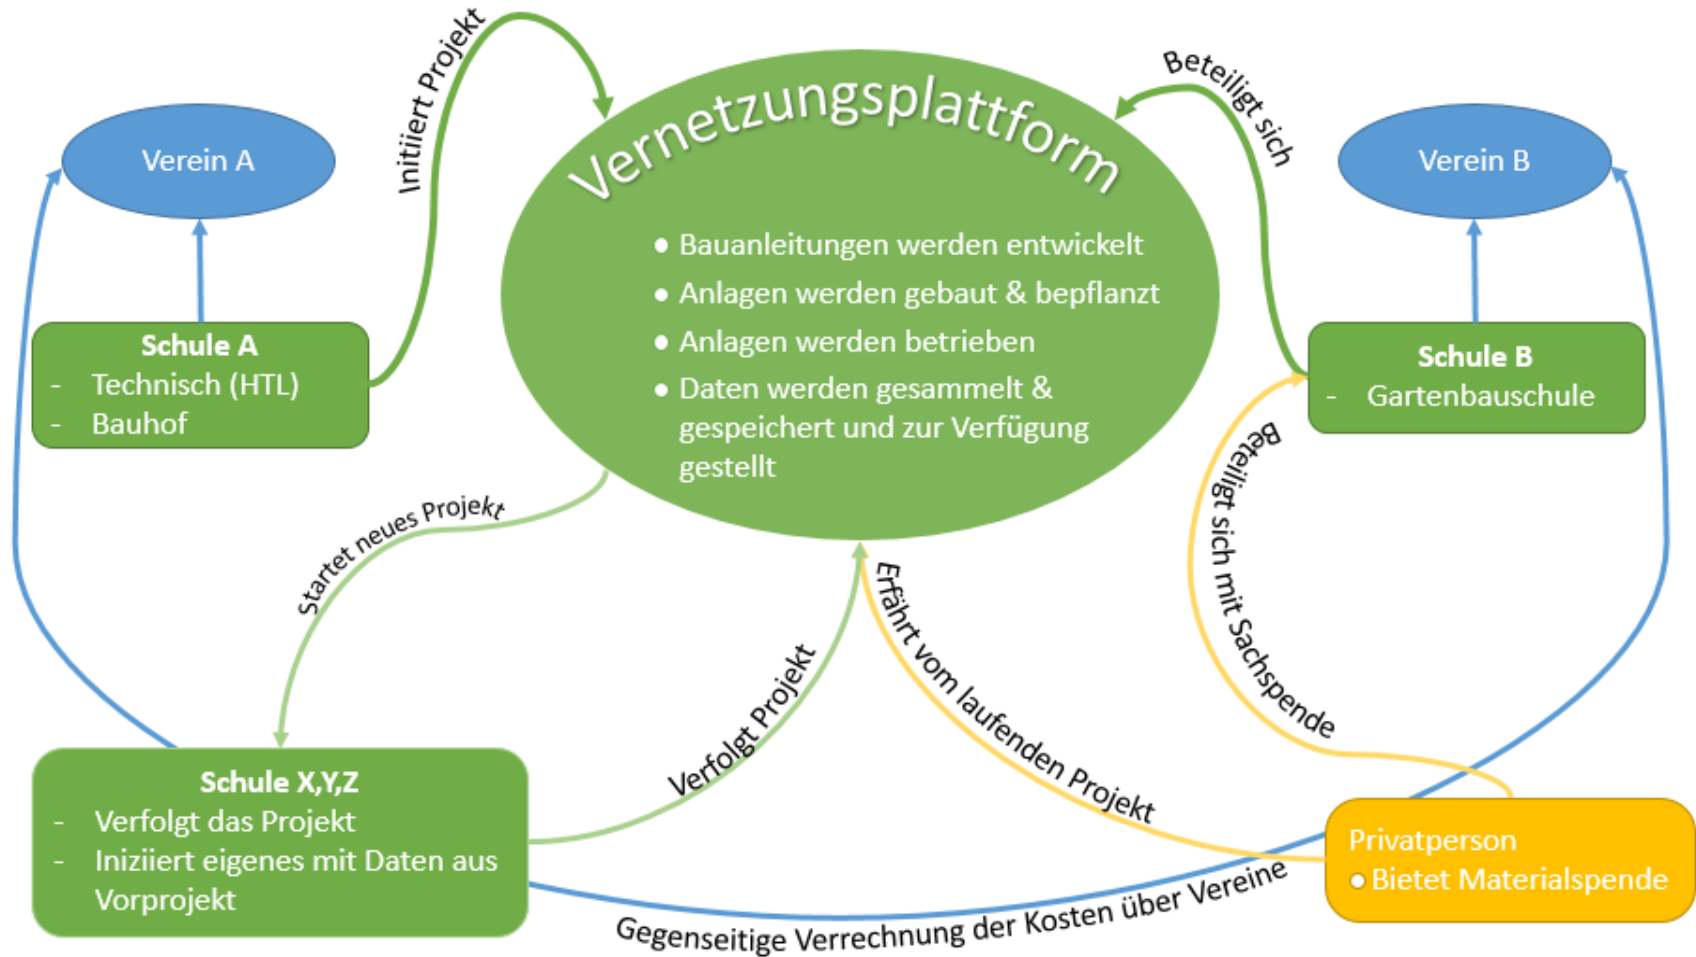 Initiiert Projekt
Vernetzungsplattform
Beteiligt sich
Verein A
Verein B
• Bauanleitungen werden entwickelt
• Anlagen werden gebaut & bepflanzt
• Anlagen werden betrieben
• Daten werden gesammelt &
gespeichert und zur Verfügung
gestellt
Schule A
- Technisch (HTL)
- Bauhof
Schule B
- Gartenbauschule
Startet neues Projekt
Verfolgt Projekt
Erfährt vom laufenden Projekt
Beteiligt sich mit Sachspende
Schule X,Y,Z
- Verfolgt das Projekt
- Iniziiert eigenes mit Daten aus
Vorprojekt
Privatperson
• Bietet Materialspende
Gegenseitige Verrechnung der Kosten über Vereine